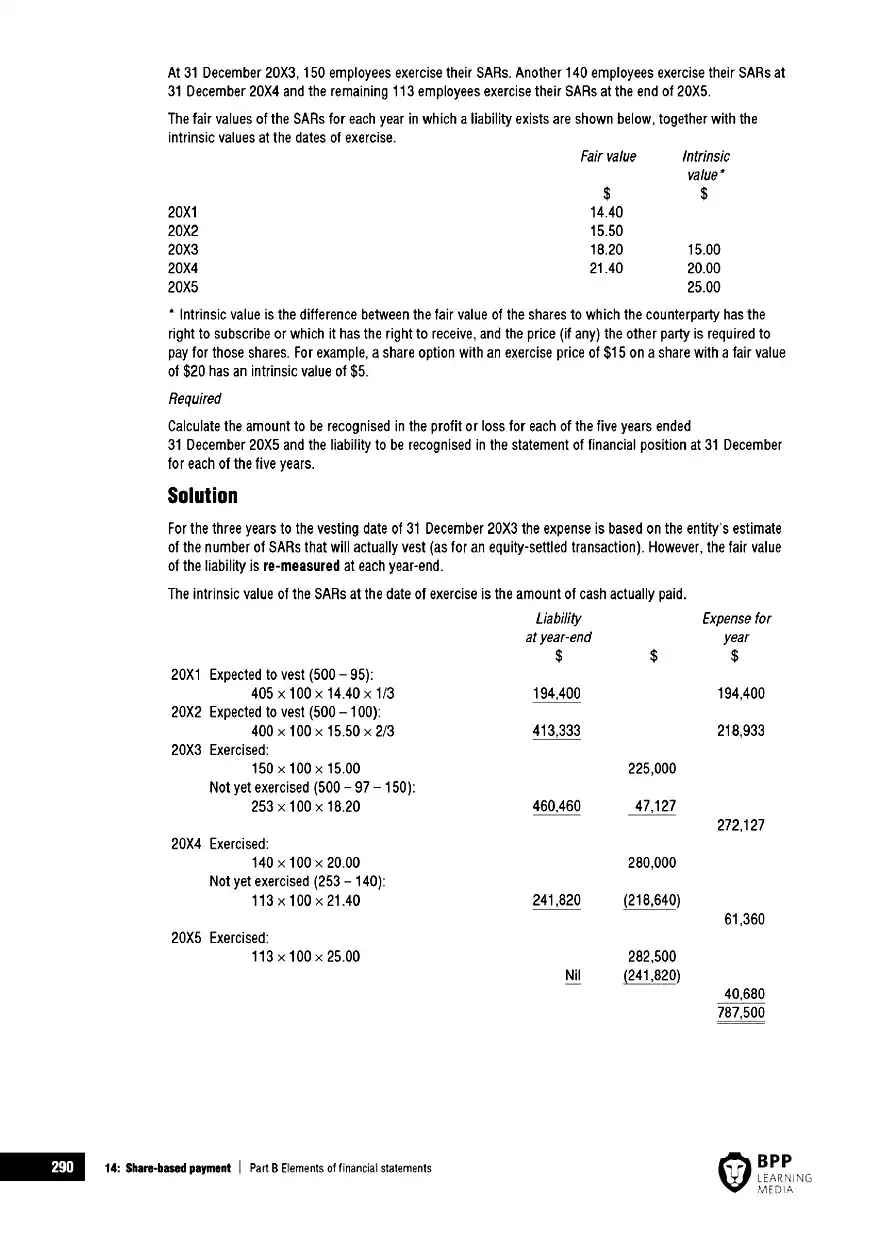 At 31 December 20X3, 150 employees exercise their SARs. Another 140 employees exercise their SARs at
31 December 20X4 and the remaining 113 employees exercise their SARs at the end of 20X5.
The fair values of the SARs for each year in which a liability exists are shown below, together with the
intrinsic values at the dates of exercise.
Fair value Intrinsic
value*
$ $
20X1 14.40
20X2 15.50
20X3 18.20 15.00
20X4 21.40 20.00
20X5 25.00
* Intrinsic value is the difference between the fair value of the shares to which the counterparty has the
right to subscribe or which it has the right to receive, and the price (if any) the other party is required to
pay for those shares. For example, a share option with an exercise price of $15 on a share with a fair value
of $20 has an intrinsic value of $5.
Required
Calculate the amount to be recognised in the profit or loss for each of the five years ended
31 December 20X5 and the liability to be recognised in the statement of financial position at 31 December
for each of the five years.
Solution
For the three years to the vesting date of 31 December 20X3 the expense is based on the entity's estimate
of the number of SARs that will actually vest (as for an equity-settled transaction). However, the fair value
of the liability is re-measured at each year-end.
The intrinsic value of the SARs at the date of exercise is the amount of cash actually paid.
Liability Expense for
at year-end year
$ $ $
20X1 Expected to vest (500 – 95):
405 × 100 × 14.40 × 1/3 194,400 194,400
20X2 Expected to vest (500 – 100):
400 × 100 × 15.50 × 2/3 413,333 218,933
20X3 Exercised:
150 × 100 × 15.00 225,000
Not yet exercised (500 – 97 – 150):
253 × 100 × 18.20 460,460 47,127
272,127
20X4 Exercised:
140 × 100 × 20.00 280,000
Not yet exercised (253 – 140):
113 × 100 × 21.40 241,820 (218,640)
61,360
20X5 Exercised:
113 × 100 × 25.00 282,500
Nil (241,820)
40,680
787,500
290 14: Share-based payment | Part B Elements of financial statements
BPP
LEARNING
MEDIA